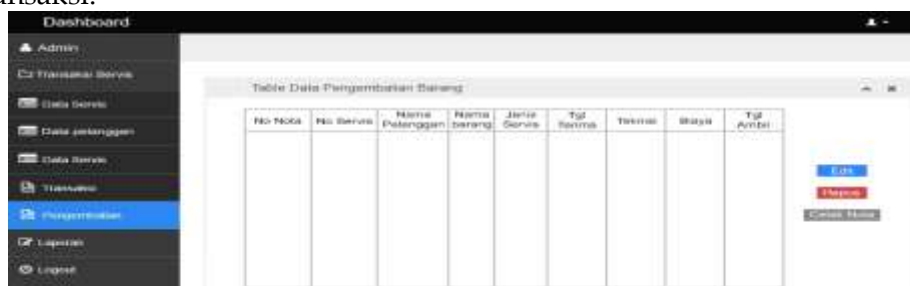 Dashboard
Admin
Transaksi Servis
Data Servis
Data pelanggan
Data Servis
Transaksi
Pengembalian
Laporan
Logout
Table Data Pengembalian Barang
No Nota No Servis Nama Pelanggan Nama barang Jenis Servis Tgl Terima Teknisi Biaya Tgl Ambil
Edit
Hapus
Cetak Nota